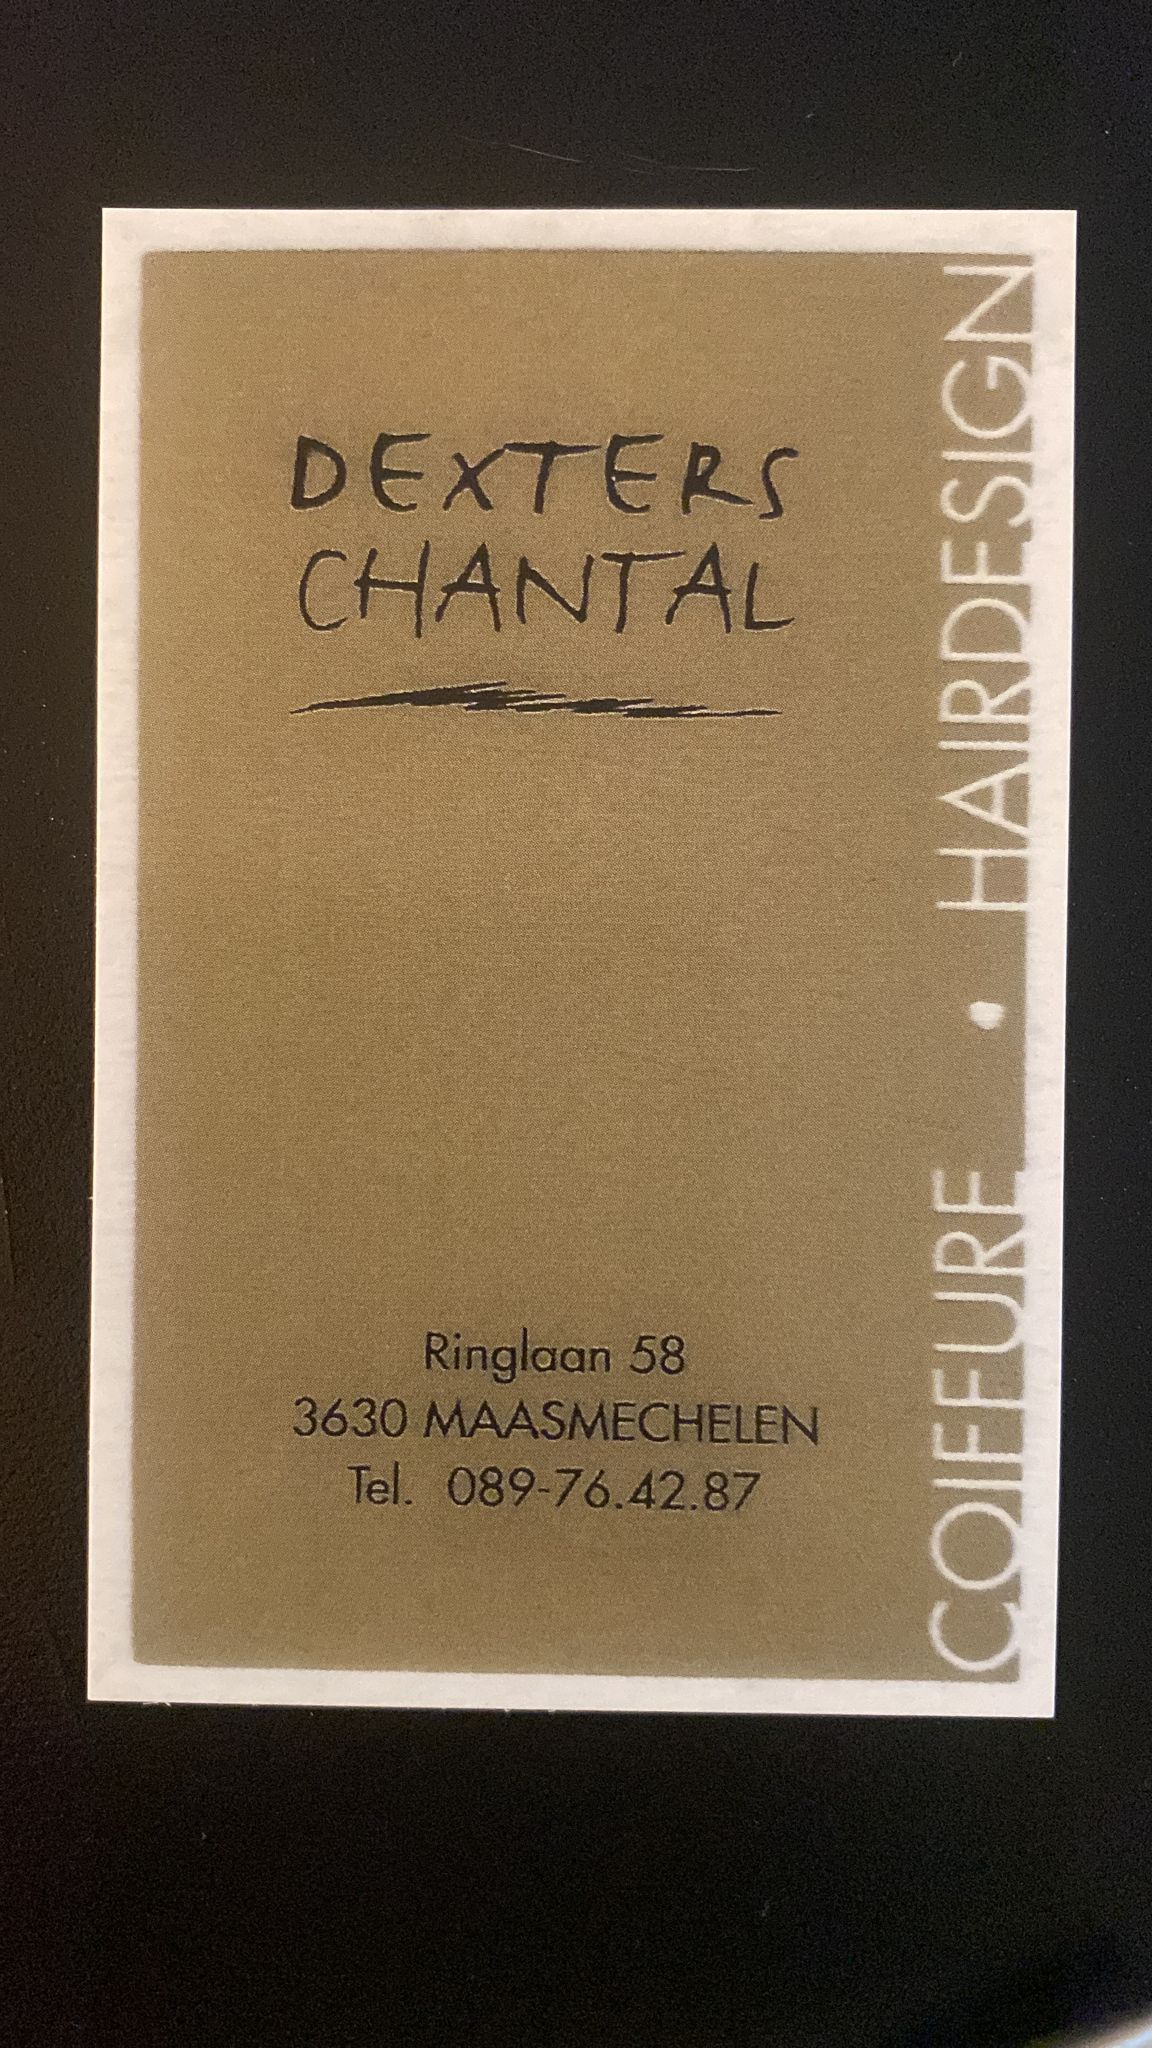 DEXTERS
CHANTAL
Ringlaan 58
3630 MAASMECHELEN
Tel. 089-76.42.87
COIFFURE • HAIRDESIGN